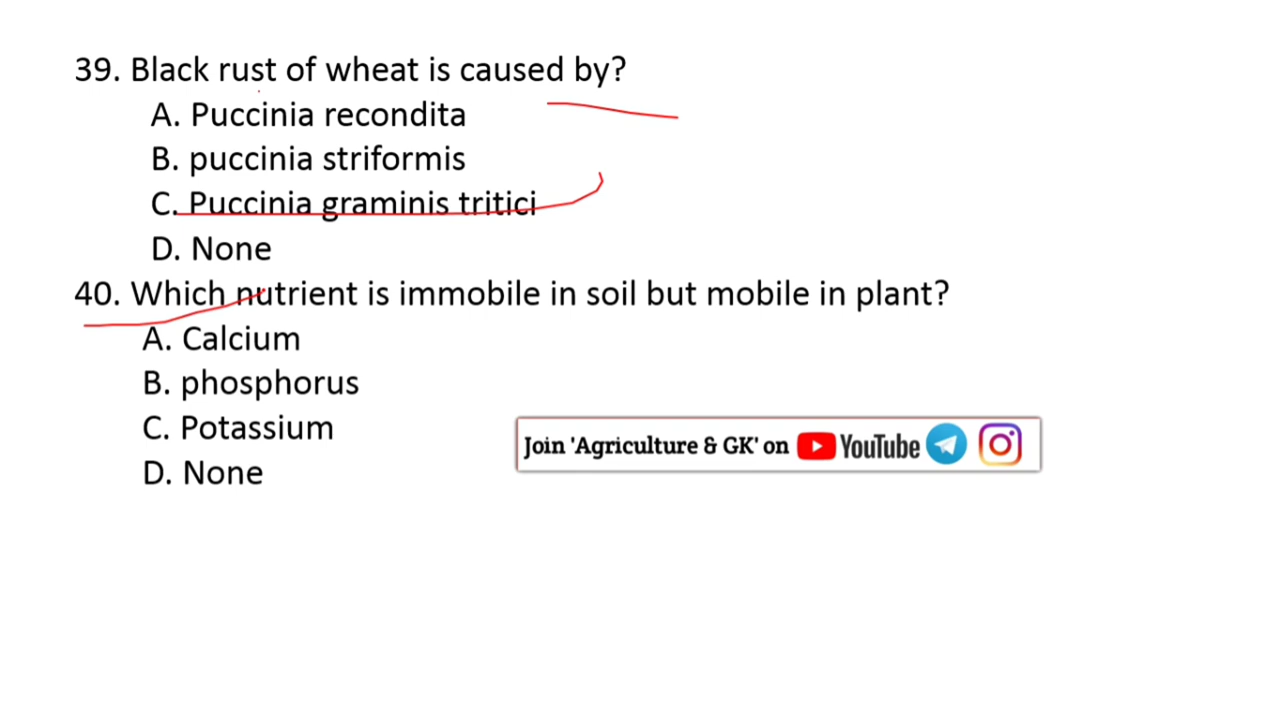 39. Black rust of wheat is caused by?
A. Puccinia recondita
B. puccinia striformis
C. Puccinia graminis tritici
D. None
40. Which nutrient is immobile in soil but mobile in plant?
A. Calcium
B. phosphorus
C. Potassium
D. None
Join 'Agriculture & GK' on YouTube